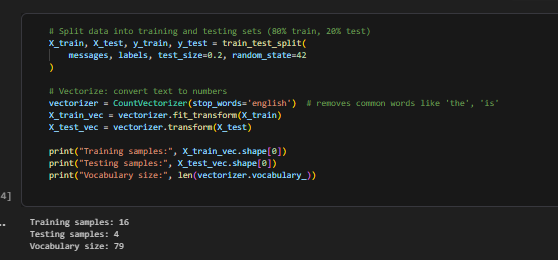 # Split data into training and testing sets (80% train, 20% test)
X_train, X_test, y_train, y_test = train_test_split(
    messages, labels, test_size=0.2, random_state=42
)
# Vectorize: convert text to numbers
vectorizer = CountVectorizer(stop_words='english')  # removes common words like 'the', 'is'
X_train_vec = vectorizer.fit_transform(X_train)
X_test_vec = vectorizer.transform(X_test)
print("Training samples:", X_train_vec.shape[0])
print("Testing samples:", X_test_vec.shape[0])
print("Vocabulary size:", len(vectorizer.vocabulary_))
4]
Training samples: 16
Testing samples: 4
Vocabulary size: 79